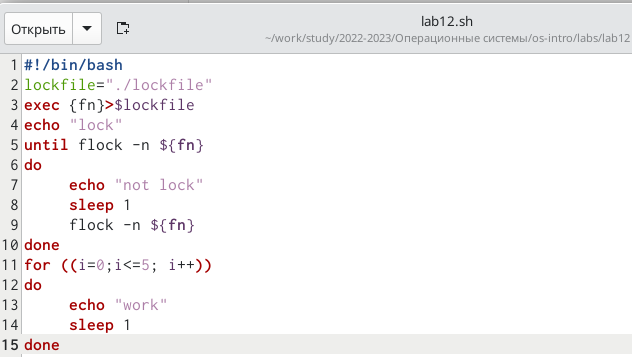 Открыть
lab12.sh
~/work/study/2022-2023/Операционные системы/os-intro/labs/lab12
1 #!/bin/bash
2 lockfile="./lockfile"
3 exec {fn}>$lockfile
4 echo "lock"
5 until flock -n ${fn}
6 do
7     echo "not lock"
8     sleep 1
9     flock -n ${fn}
10 done
11 for ((i=0;i<=5; i++))
12 do
13     echo "work"
14     sleep 1
15 done